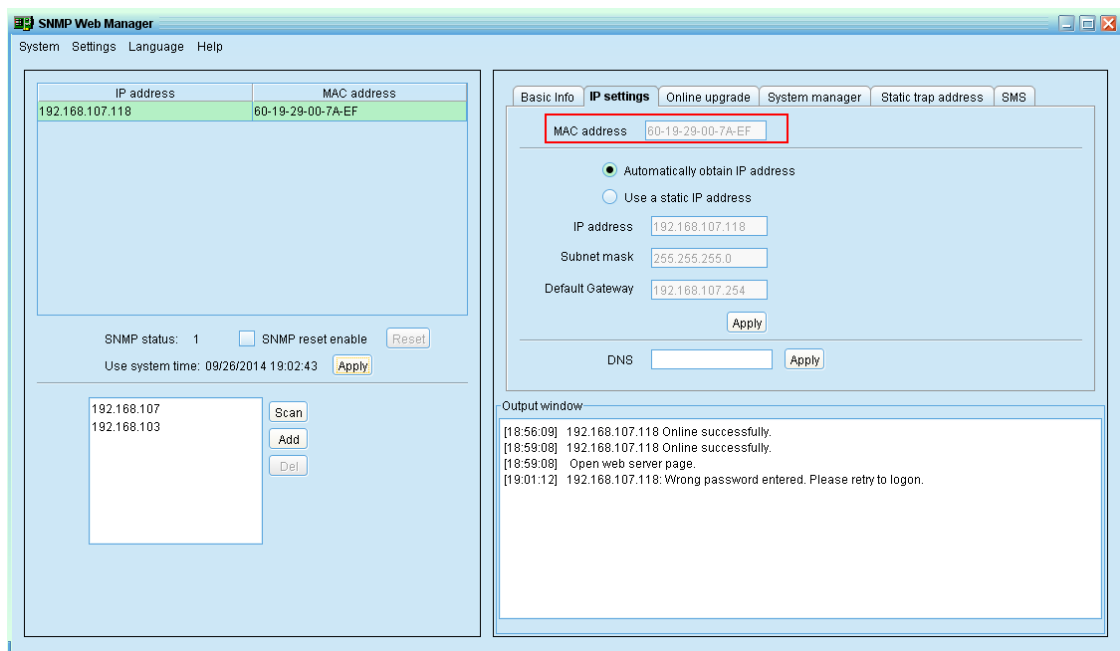 SNMP Web Manager
System Settings Language Help
IP address MAC address
192.168.107.118 60-19-29-00-7A-EF
SNMP status: 1 SNMP reset enable Reset
Use system time: 09/26/2014 19:02:43 Apply
192.168.107
192.168.103
Scan
Add
Del
Basic Info IP settings Online upgrade System manager Static trap address SMS
MAC address 60-19-29-00-7A-EF
Automatically obtain IP address
Use a static IP address
IP address 192.168.107.118
Subnet mask 255.255.255.0
Default Gateway 192.168.107.254
Apply
DNS Apply
Output window
[18:56:09] 192.168.107.118 Online successfully.
[18:59:08] 192.168.107.118 Online successfully.
[18:59:08] Open web server page.
[19:01:12] 192.168.107.118: Wrong password entered. Please retry to logon.